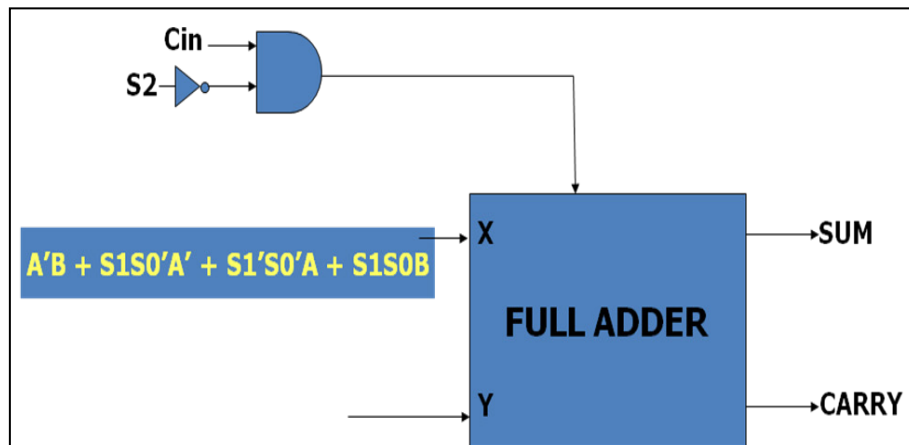 Cin
S2
X
SUM
A'B + S1S0'A' + S1'S0'A + S1S0B
FULL ADDER
Y
CARRY